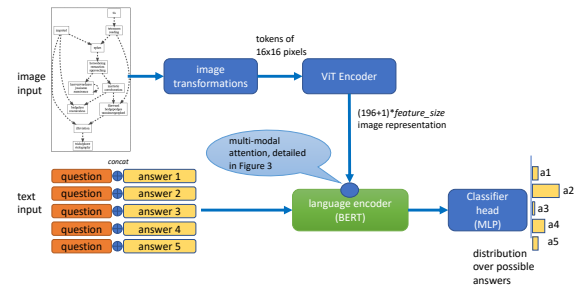 image
input
image
transformations
tokens of
16x16 pixels
ViT Encoder
(196+1)*feature_size
image representation
multi-modal
attention, detailed
in Figure 3
text
input
concat
question answer 1
question answer 2
question answer 3
question answer 4
question answer 5
language encoder
(BERT)
Classifier
head
(MLP)
a1
a2
a3
a4
a5
distribution
over possible
answers